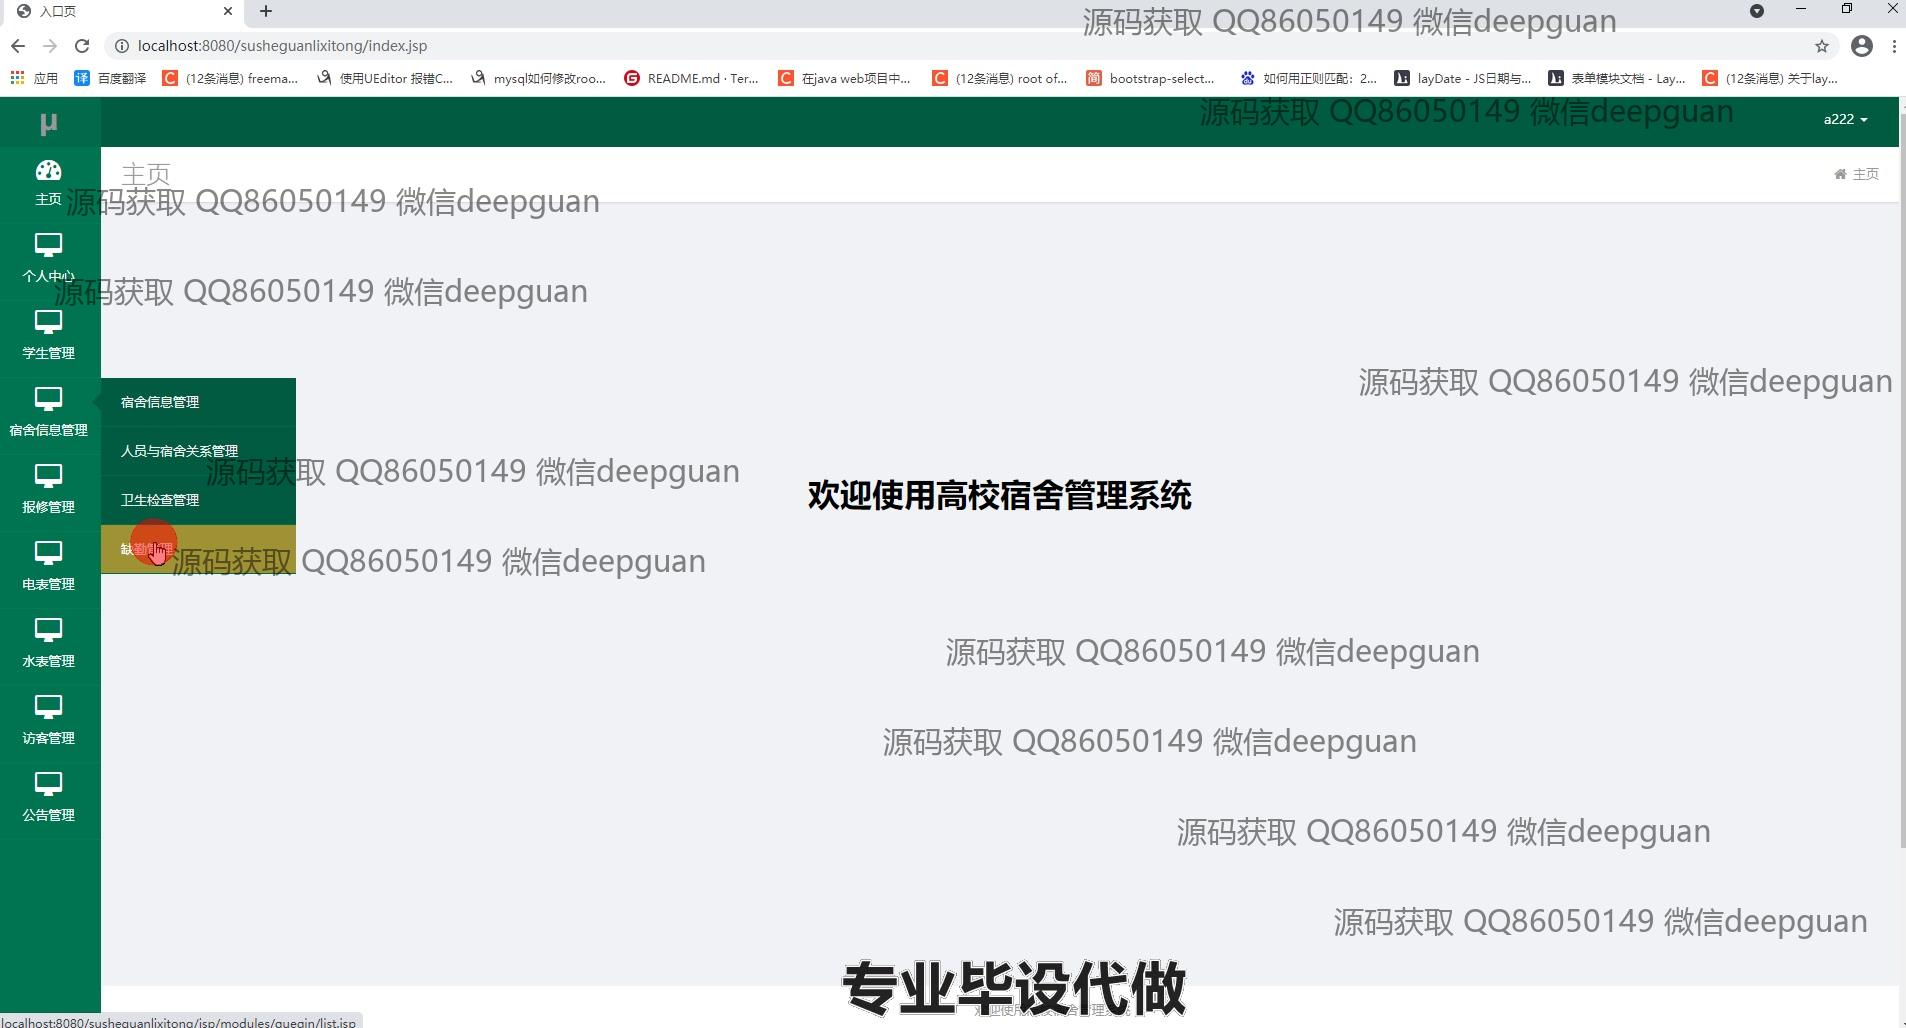 入口页
源码获取 QQ86050149 微信deepguan
localhost:8080/susheguanlixitong/index.jsp
应用 百度翻译 (12条消息) freema... 使用UEditor 报错C... mysql如何修改roo... README.md · Ter... 在java web项目中... (12条消息) root of... bootstrap-select... 如何用正则匹配：2... layDate - JS日期与... 表单模块文档 - Lay... (12条消息) 关于lay...
μ
源码获取 QQ86050149 微信deepguan
a222
主页
主页
主页
源码获取 QQ86050149 微信deepguan
个人中心
源码获取 QQ86050149 微信deepguan
学生管理
源码获取 QQ86050149 微信deepguan
宿舍信息管理
宿舍信息管理
人员与宿舍关系管理
源码获取 QQ86050149 微信deepguan
卫生检查管理
欢迎使用高校宿舍管理系统
报修管理
缺勤管理
源码获取 QQ86050149 微信deepguan
电表管理
源码获取 QQ86050149 微信deepguan
水表管理
访客管理
源码获取 QQ86050149 微信deepguan
公告管理
源码获取 QQ86050149 微信deepguan
源码获取 QQ86050149 微信deepguan
专业毕设代做
localhost:8080/susheguanlixitong/jsp/modules/queqin/list.jsp